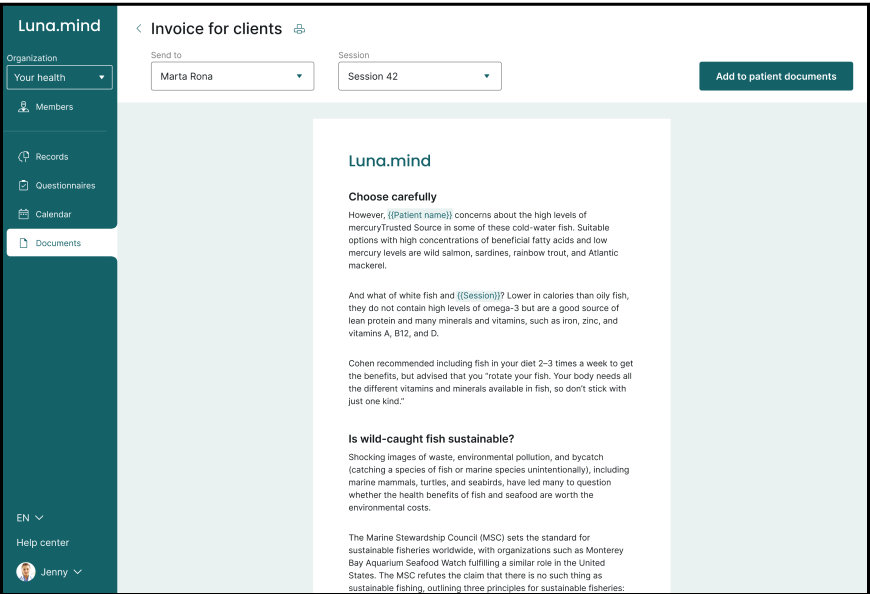 Luna.mind
Organization
Your health
Members
Records
Questionnaires
Calendar
Documents
EN
Help center
Jenny
Invoice for clients
Send to
Marta Rona
Session
Session 42
Add to patient documents
Luna.mind
Choose carefully
However, {{Patient name}} concerns about the high levels of
mercuryTrusted Source in some of these cold-water fish. Suitable
options with high concentrations of beneficial fatty acids and low
mercury levels are wild salmon, sardines, rainbow trout, and Atlantic
mackerel.
And what of white fish and {{Session}}? Lower in calories than oily fish,
they do not contain high levels of omega-3 but are a good source of
lean protein and many minerals and vitamins, such as iron, zinc, and
vitamins A, B12, and D.
Cohen recommended including fish in your diet 2–3 times a week to get
the benefits, but advised that you “rotate your fish. Your body needs all
the different vitamins and minerals available in fish, so don’t stick with
just one kind.”
Is wild-caught fish sustainable?
Shocking images of waste, environmental pollution, and bycatch
(catching a species of fish or marine species unintentionally), including
marine mammals, turtles, and seabirds, have led many to question
whether the health benefits of fish and seafood are worth the
environmental costs.
The Marine Stewardship Council (MSC) sets the standard for
sustainable fisheries worldwide, with organizations such as Monterey
Bay Aquarium Seafood Watch fulfilling a similar role in the United
States. The MSC refutes the claim that there is no such thing as
sustainable fishing, outlining three principles for sustainable fisheries: